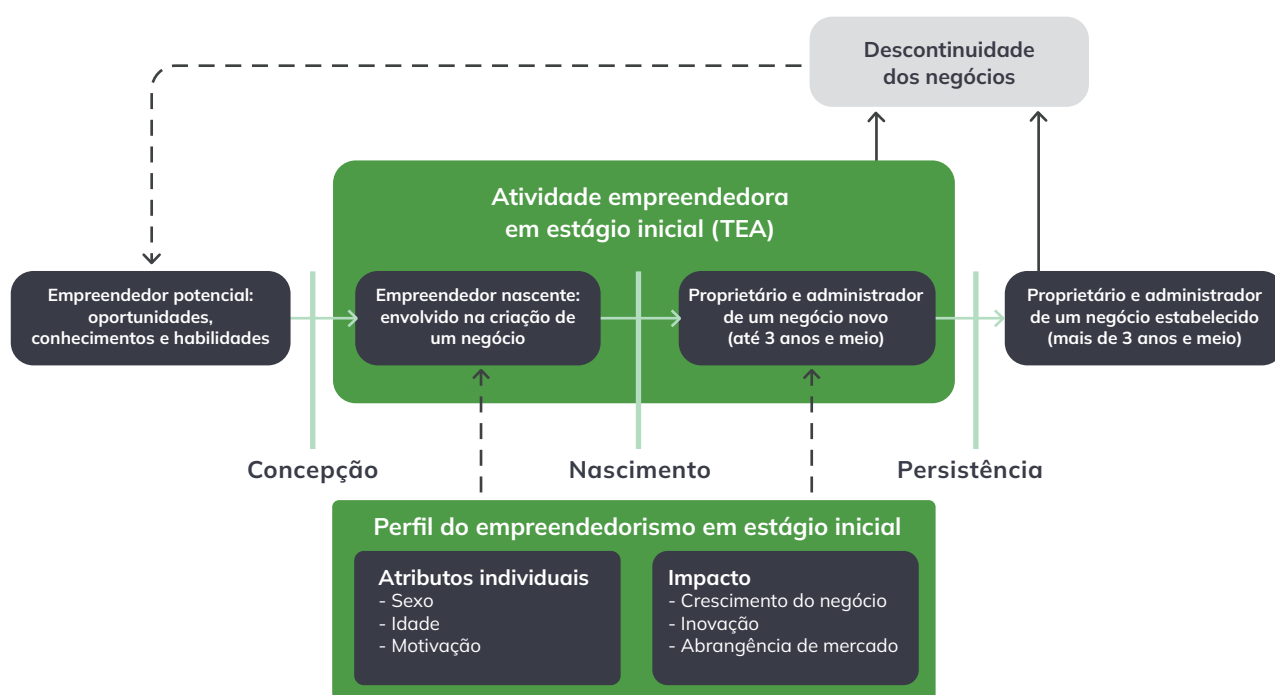 Descontinuidade
dos negócios
Atividade empreendedora
em estágio inicial (TEA)
Empreendedor potencial:
oportunidades,
conhecimentos e habilidades
Empreendedor nascente:
envolvido na criação de
um negócio
Proprietário e administrador
de um negócio novo
(até 3 anos e meio)
Proprietário e administrador
de um negócio estabelecido
(mais de 3 anos e meio)
Concepção
Nascimento
Persistência
Perfil do empreendedorismo em estágio inicial
Atributos individuais
- Sexo
- Idade
- Motivação
Impacto
- Crescimento do negócio
- Inovação
- Abrangência de mercado